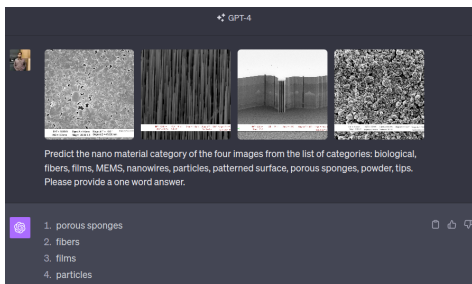 GPT-4
Predict the nano material category of the four images from the list of categories: biological,
fibers, films, MEMS, nanowires, particles, patterned surface, porous sponges, powder, tips.
Please provide a one word answer.
1. porous sponges
2. fibers
3. films
4. particles